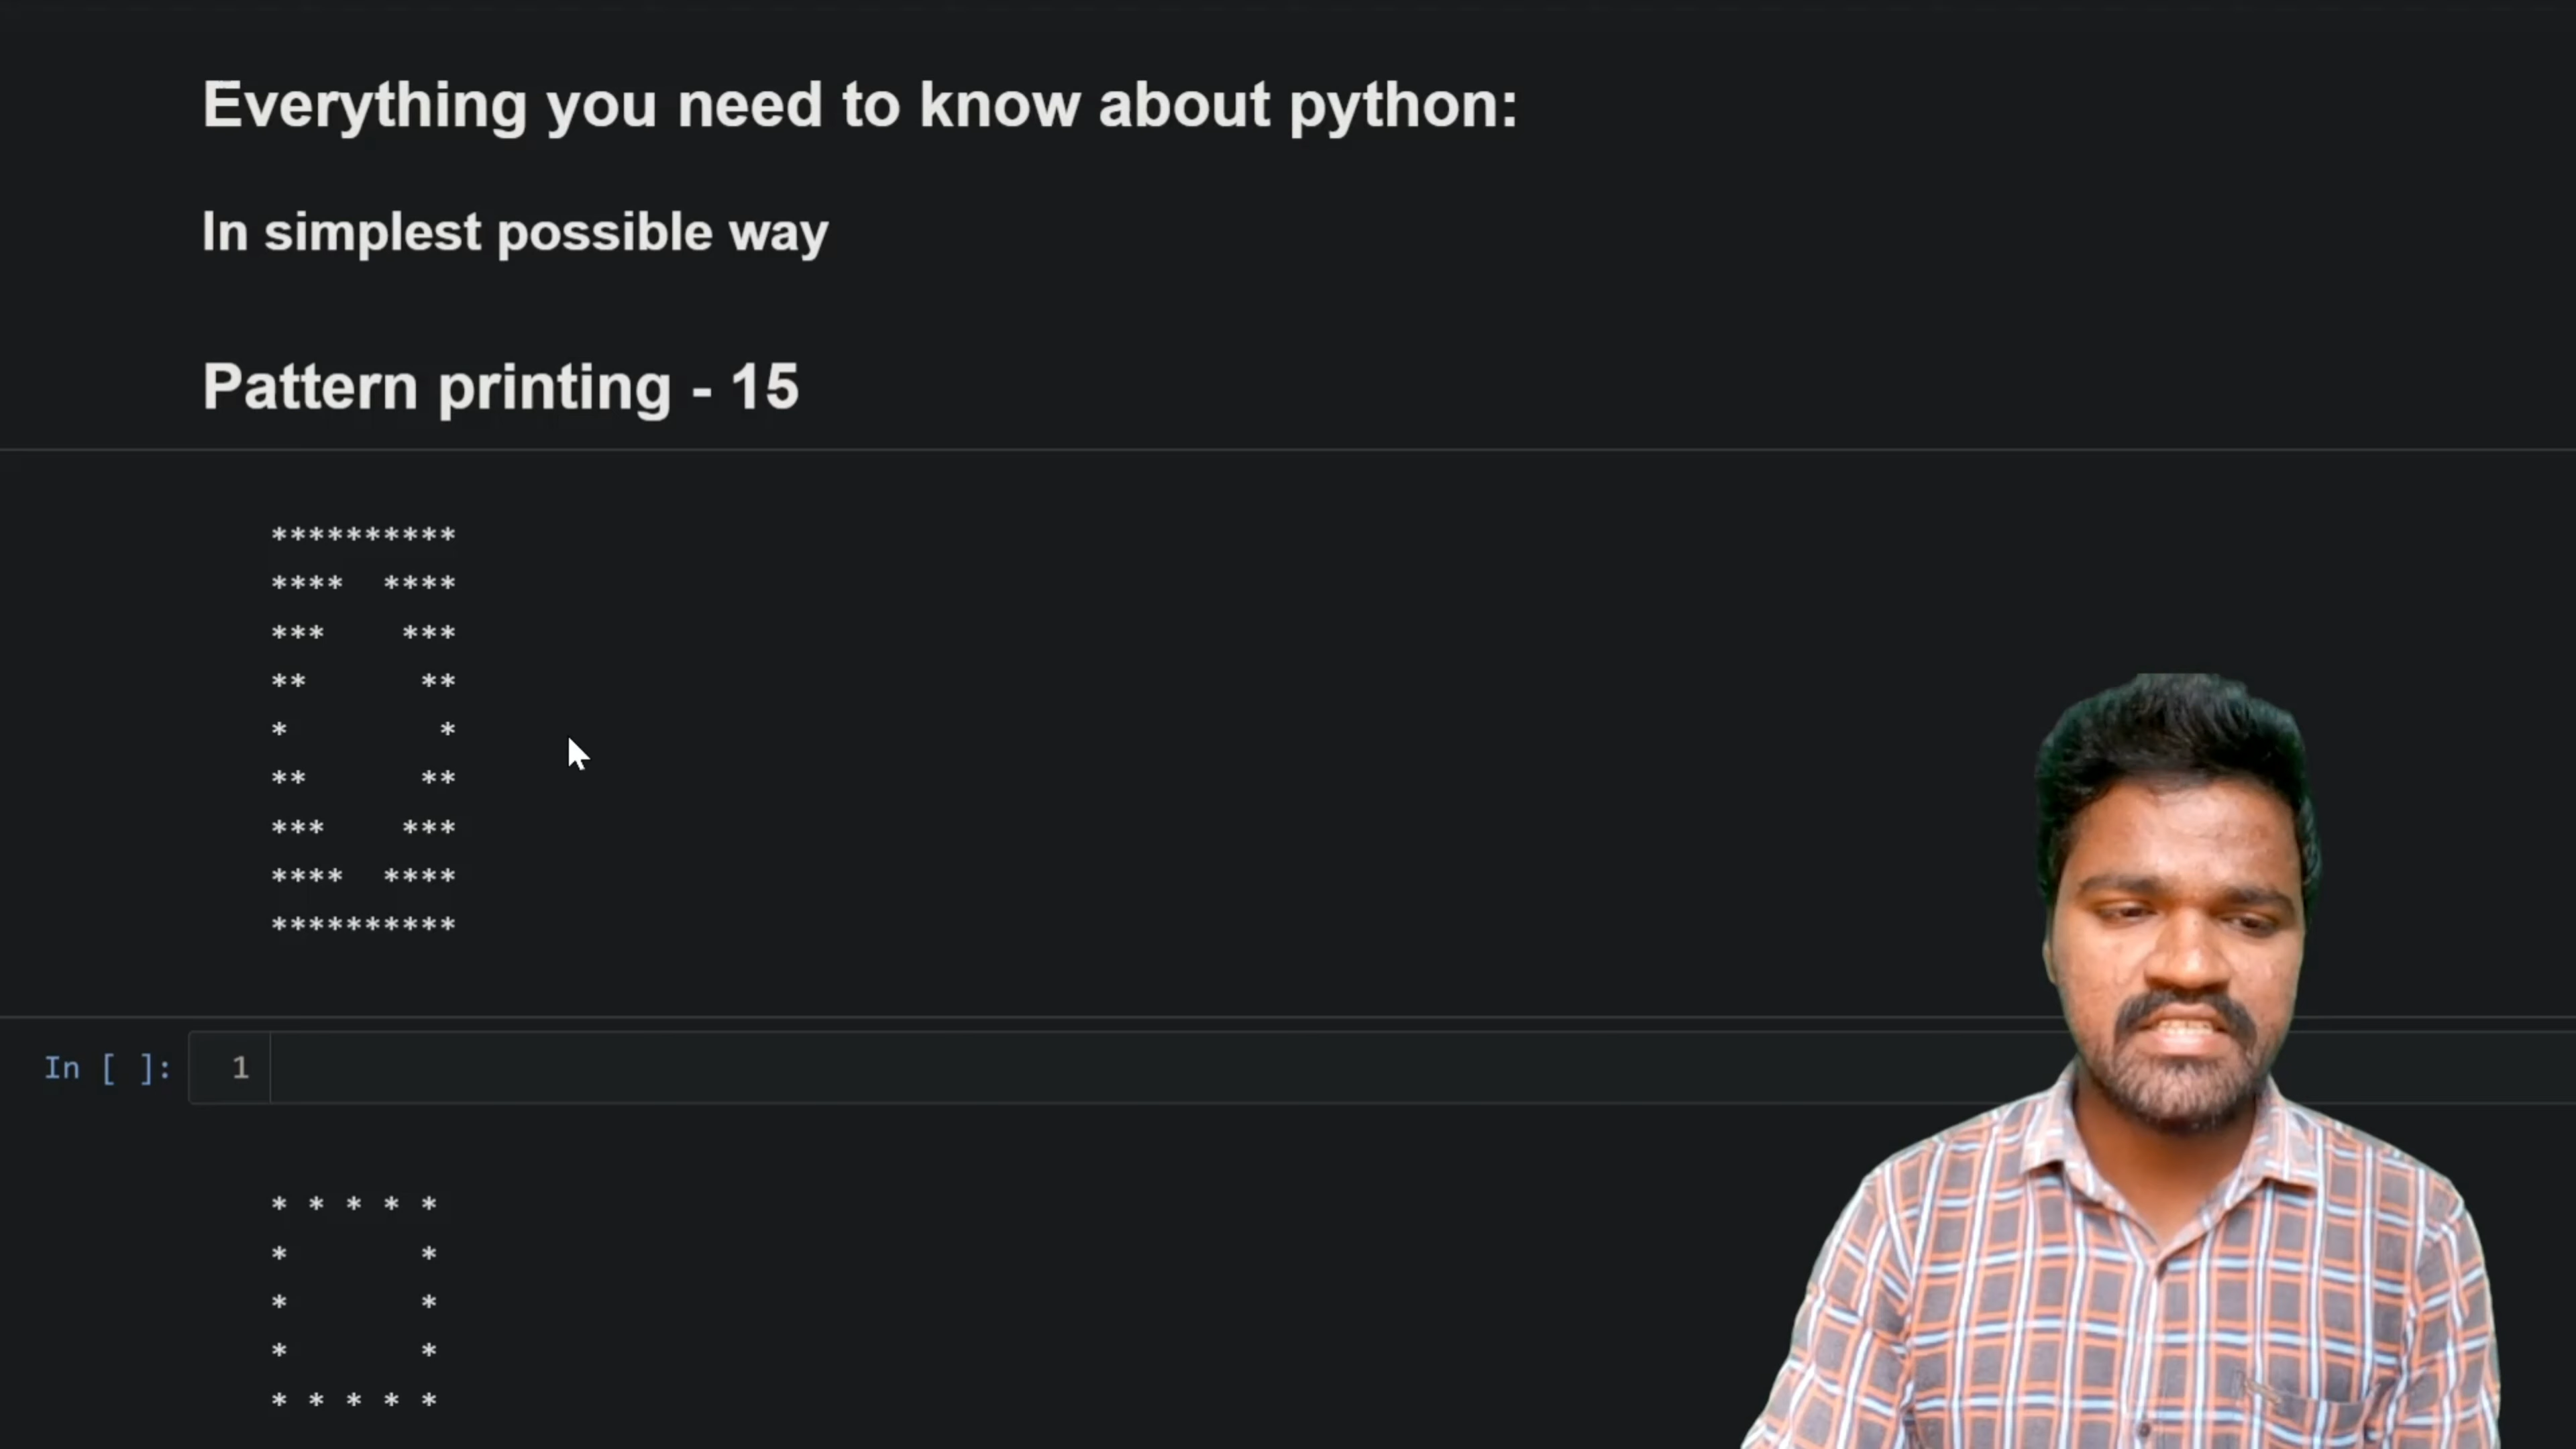 Everything you need to know about python:
In simplest possible way
Pattern printing - 15
**********
****  ****
***    ***
**      **
*        *
**      **
***    ***
****  ****
**********
In [ ]: 1
* * * * *
*       *
*       *
*       *
* * * * *